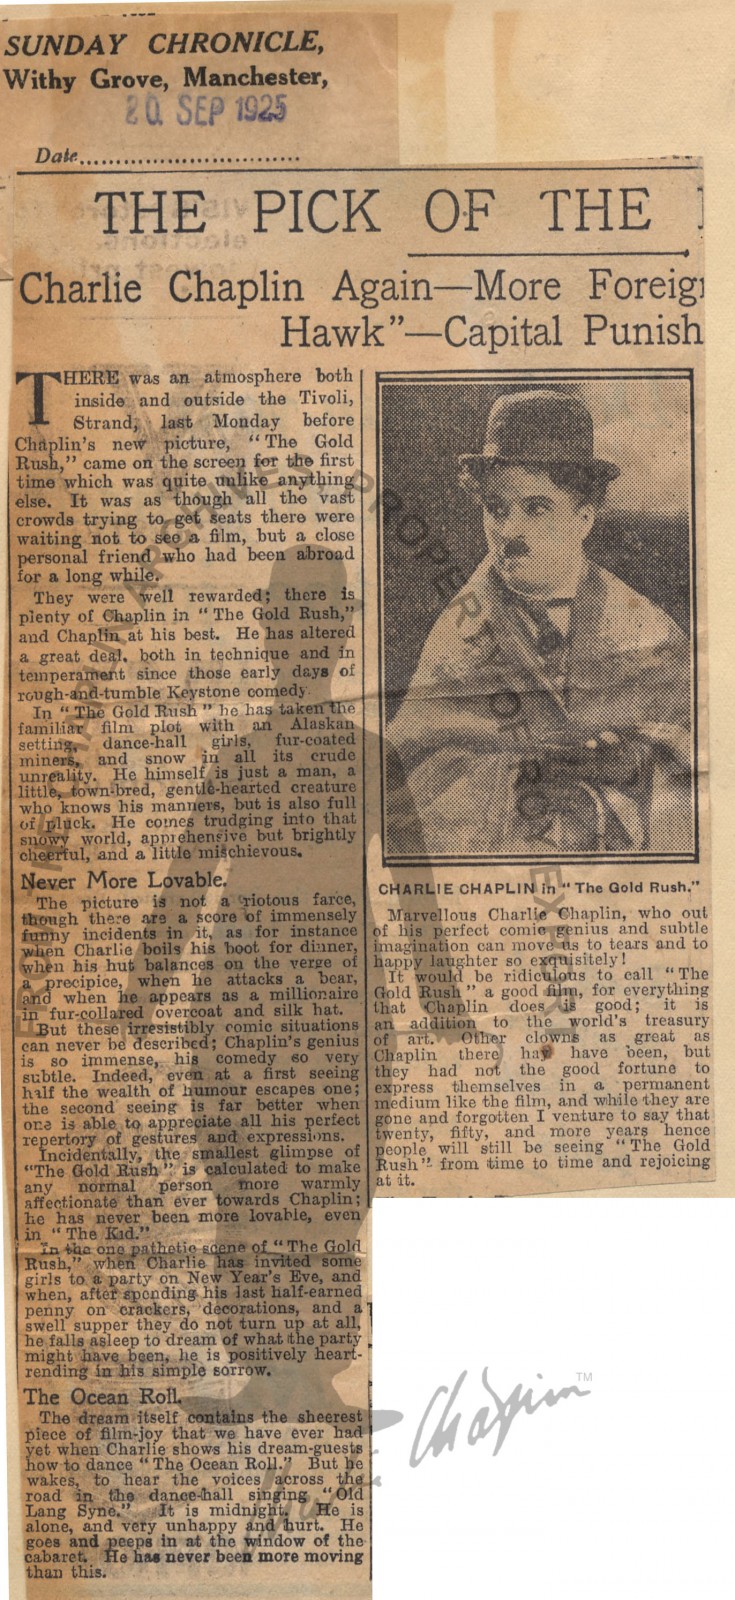 SUNDAY CHRONICLE,
Withy Grove, Manchester,
20 SEP 1925
Date
THE PICK OF THE
Charlie Chaplin Again—More Foreig
Hawk"—Capital Punish
THERE was an atmosphere both
inside and outside the Tivoli,
Strand, last Monday before
Chaplin's new picture, "The Gold
Rush," came on the screen for the first
time which was quite unlike anything
else. It was as though all the vast
crowds trying to get seats there were
waiting not to see a film, but a close
personal friend who had been abroad
for a long while.
They were well rewarded; there is
plenty of Chaplin in "The Gold Rush,"
and Chaplin at his best. He has altered
a great deal, both in technique and in
temperament since those early days of
rough-and-tumble Keystone comedy.
In "The Gold Rush" he has taken the
familiar film plot with an Alaskan
setting, dance-hall girls, fur-coated
miners, and snow in all its crude
unreality. He himself is just a man, a
little, town-bred, gentle-hearted creature
who knows his manners, but is also full
of pluck. He comes trudging into that
snowy world, apprehensive but brightly
cheerful, and a little mischievous.
Never More Lovable.
The picture is not a riotous farce,
though there are a score of immensely
funny incidents in it, as for instance
when Charlie boils his boot for dinner,
when his hut balances on the verge of
a precipice, when he attacks a bear,
and when he appears as a millionaire
in fur-collared overcoat and silk hat.
But these irresistibly comic situations
can never be described; Chaplin's genius
is so immense, his comedy so very
subtle. Indeed, even at a first seeing
half the wealth of humour escapes one;
the second seeing is far better when
one is able to appreciate all his perfect
repertory of gestures and expressions.
Incidentally, the smallest glimpse of
"The Gold Rush" is calculated to make
any normal person more warmly
affectionate than ever towards Chaplin;
he has never been more lovable, even
in "The Kid."
In the one pathetic scene of "The Gold
Rush," when Charlie has invited some
girls to a party on New Year's Eve, and
when, after spending his last half-earned
penny on crackers, decorations, and a
swell supper they do not turn up at all,
he falls asleep to dream of what the party
might have been, he is positively heart-
rending in his simple sorrow.
The Ocean Roll.
The dream itself contains the sheerest
piece of film-joy that we have ever had
yet when Charlie shows his dream-guests
how to dance "The Ocean Roll." But he
wakes, to hear the voices across the
road in the dance-hall singing "Old
Lang Syne." It is midnight. He is
alone, and very unhappy and hurt. He
goes and peeps in at the window of the
cabaret. He has never been more moving
than this.
CHARLIE CHAPLIN in "The Gold Rush."
Marvellous Charlie Chaplin, who out
of his perfect comic genius and subtle
imagination can move us to tears and to
happy laughter so exquisitely!
It would be ridiculous to call "The
Gold Rush" a good film, for everything
that Chaplin does is good; it is
an addition to the world's treasury
of art. Other clowns as great as
Chaplin there may have been, but
they had not the good fortune to
express themselves in a permanent
medium like the film, and while they are
gone and forgotten I venture to say that
twenty, fifty, and more years hence
people will still be seeing "The Gold
Rush" from time to time and rejoicing
at it.
Chaplin TM
PROPERTY OF ROY EXPORT